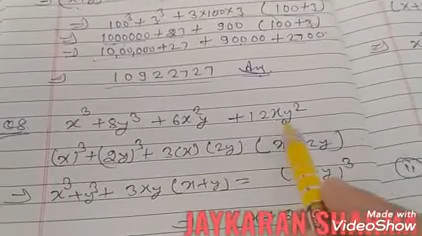 ⇒ 100³ + 3³ + 3×100×3 (100+3)
⇒ 1000000 + 27 + 900 (100+3)
⇒ 10,00,000 + 27 + 90000 + 2700
⇒ 10922727 Ans
Q8 x³ + 8y³ + 6x²y + 12xy²
(x)³ + (2y)³ + 3(x)(2y) ( 2y)
⇒ x³ + y³ + 3xy (x+y) = ( y)³
JAYKARAN
Made with
VideoShow